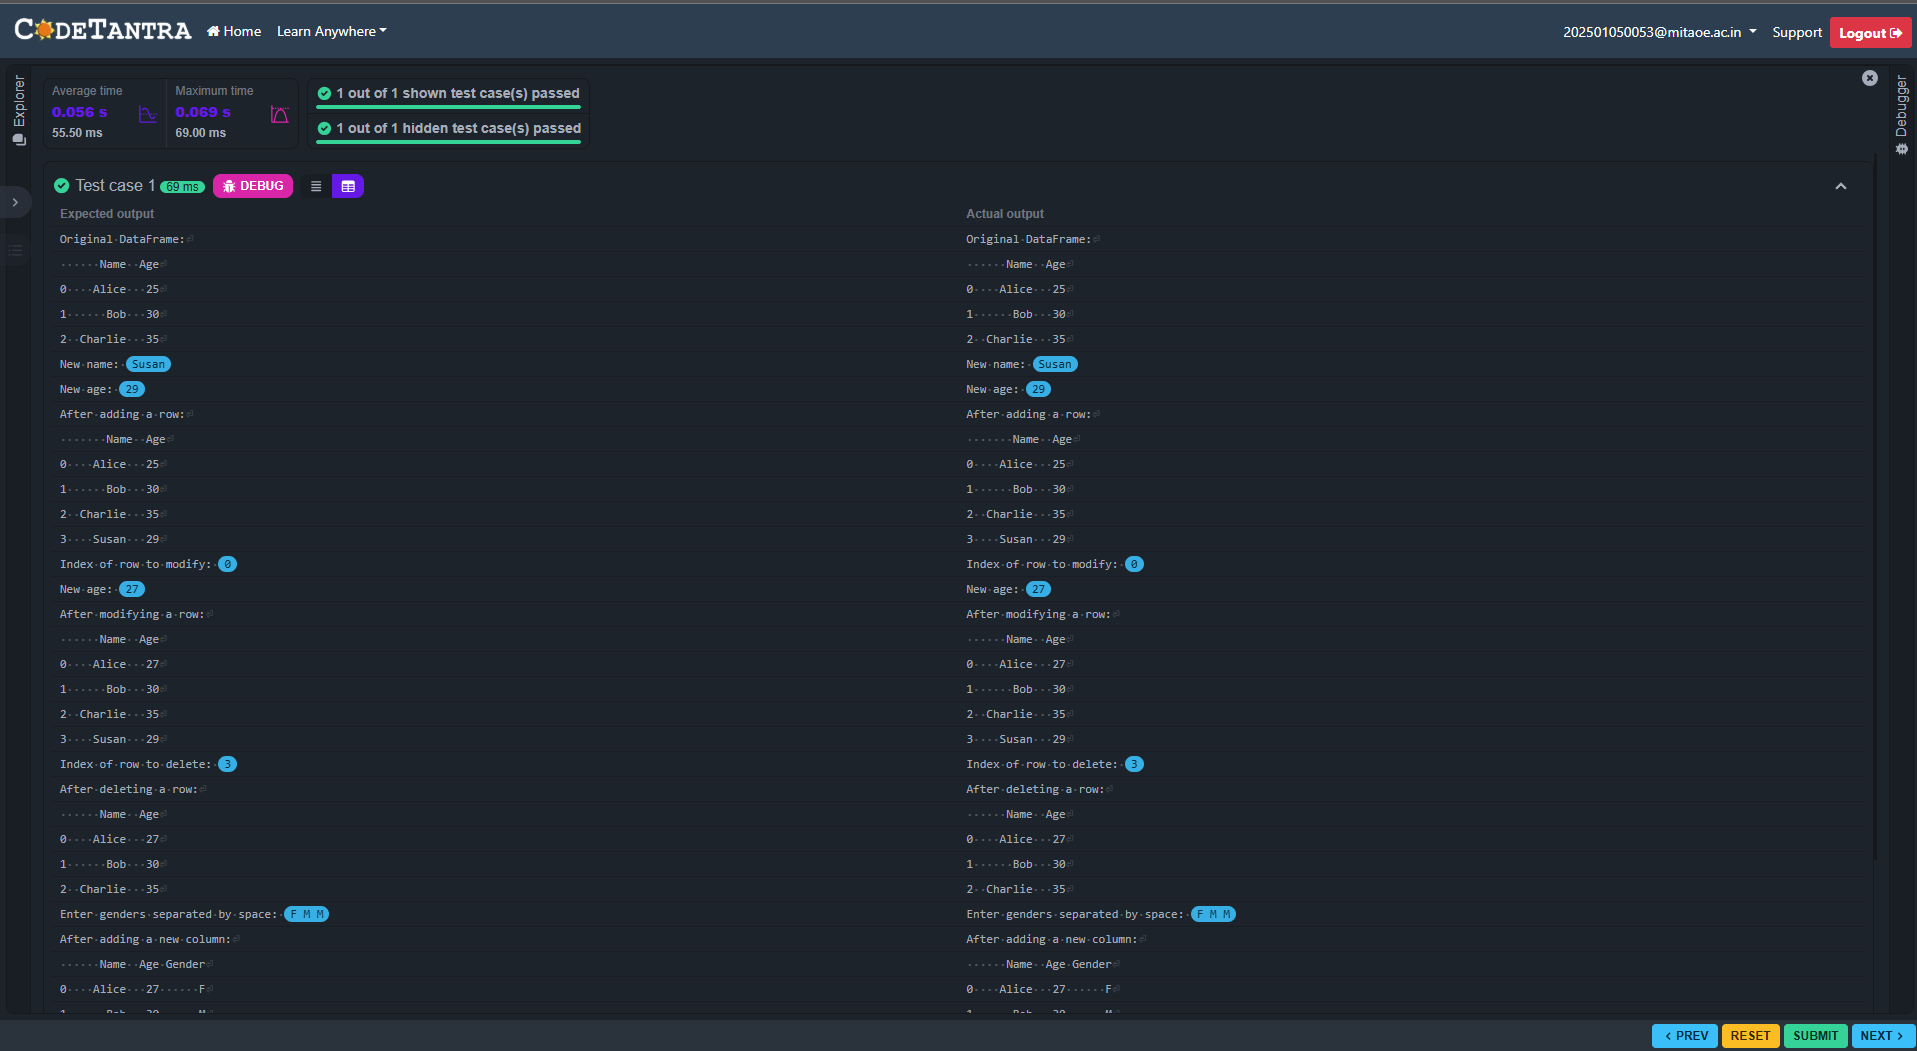 CODETANTRA Home Learn Anywhere 202501050053@mitaoe.ac.in Support Logout
Explorer
Debugger
Average time
0.056 s
55.50 ms
Maximum time
0.069 s
69.00 ms
1 out of 1 shown test case(s) passed
1 out of 1 hidden test case(s) passed
Test case 1 69 ms DEBUG
Expected output
Original·DataFrame:⏎
······Name··Age⏎
0····Alice···25⏎
1······Bob···30⏎
2··Charlie···35⏎
New·name:·Susan
New·age:·29
After·adding·a·row:⏎
·······Name··Age⏎
0····Alice···25⏎
1······Bob···30⏎
2··Charlie···35⏎
3····Susan···29⏎
Index·of·row·to·modify:·0
New·age:·27
After·modifying·a·row:⏎
······Name··Age⏎
0····Alice···27⏎
1······Bob···30⏎
2··Charlie···35⏎
3····Susan···29⏎
Index·of·row·to·delete:·3
After·deleting·a·row:⏎
······Name··Age⏎
0····Alice···27⏎
1······Bob···30⏎
2··Charlie···35⏎
Enter·genders·separated·by·space:·F M M
After·adding·a·new·column:⏎
······Name··Age·Gender⏎
0····Alice···27······F⏎
1······Bob···30······M⏎
Actual output
Original·DataFrame:⏎
······Name··Age⏎
0····Alice···25⏎
1······Bob···30⏎
2··Charlie···35⏎
New·name:·Susan
New·age:·29
After·adding·a·row:⏎
·······Name··Age⏎
0····Alice···25⏎
1······Bob···30⏎
2··Charlie···35⏎
3····Susan···29⏎
Index·of·row·to·modify:·0
New·age:·27
After·modifying·a·row:⏎
······Name··Age⏎
0····Alice···27⏎
1······Bob···30⏎
2··Charlie···35⏎
3····Susan···29⏎
Index·of·row·to·delete:·3
After·deleting·a·row:⏎
······Name··Age⏎
0····Alice···27⏎
1······Bob···30⏎
2··Charlie···35⏎
Enter·genders·separated·by·space:·F M M
After·adding·a·new·column:⏎
······Name··Age·Gender⏎
0····Alice···27······F⏎
1······Bob···30······M⏎
PREV RESET SUBMIT NEXT